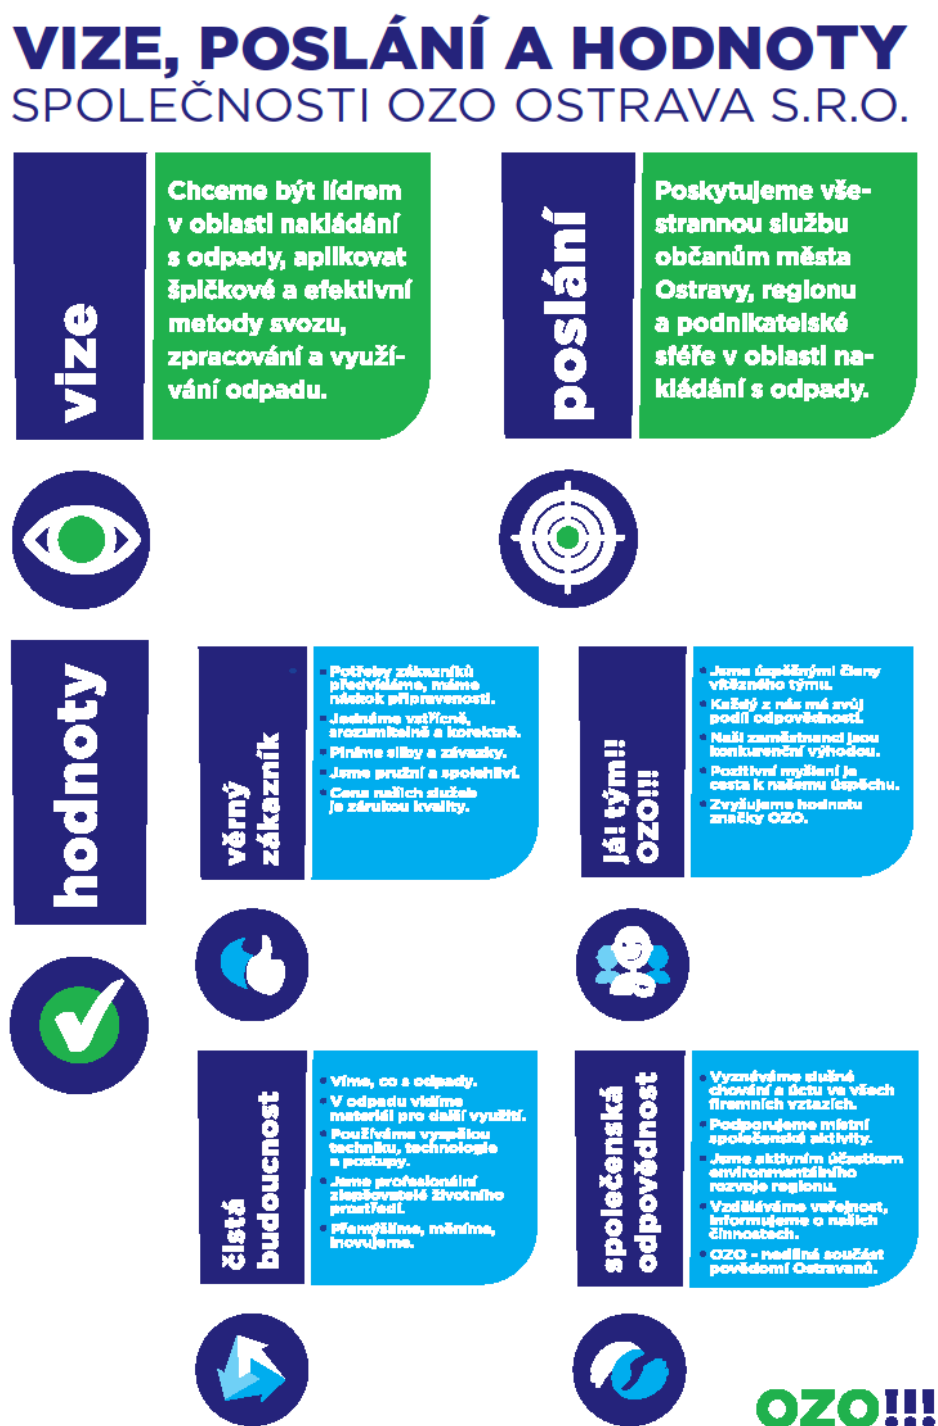 VIZE, POSLÁNÍ A HODNOTY
SPOLEČNOSTI OZO OSTRAVA S.R.O.
vize
Chceme být lídrem
v oblasti nakládání
s odpady, aplikovat
špičkové a efektivní
metody svozu,
zpracování a využí-
vání odpadu.
poslání
Poskytujeme vše-
strannou službu
občanům města
Ostravy, regionu
a podnikatelské
sféře v oblasti na-
kládání s odpady.
hodnoty
věrný
zákazník
• Potřeby zákazníků
předvídáme, máme
náskok připravenosti.
• Jednáme vstřícně,
srozumitelně a korektně.
• Plníme sliby a závazky.
• Jsme pružní a spolehliví.
• Cena našich služeb
je zárukou kvality.
já! tým!!
OZO!!!
• Jsme úspěšnými členy
vítězného týmu.
• Každý z nás má svůj
podíl odpovědnosti.
• Naši zaměstnanci jsou
konkurenční výhodou.
• Pozitivní myšlení je
cesta k našemu úspěchu.
• Zvyšujeme hodnotu
značky OZO.
čistá
budoucnost
• Víme, co s odpady.
• V odpadu vidíme
materiál pro další využití.
• Používáme vyspělou
techniku, technologie
a postupy.
• Jsme profesionální
zlepšovatelé životního
prostředí.
• Přemýšlíme, měníme,
inovujeme.
společenská
odpovědnost
• Vyznáváme slušné
chování a úctu ve všech
firemních vztazích.
• Podporujeme místní
společenské aktivity.
• Jsme aktivním účastkem
environmentálního
rozvoje regionu.
• Vzděláváme veřejnost,
informujeme o našich
činnostech.
• OZO - nedílná součást
povědomí Ostravanů.
OZO!!!